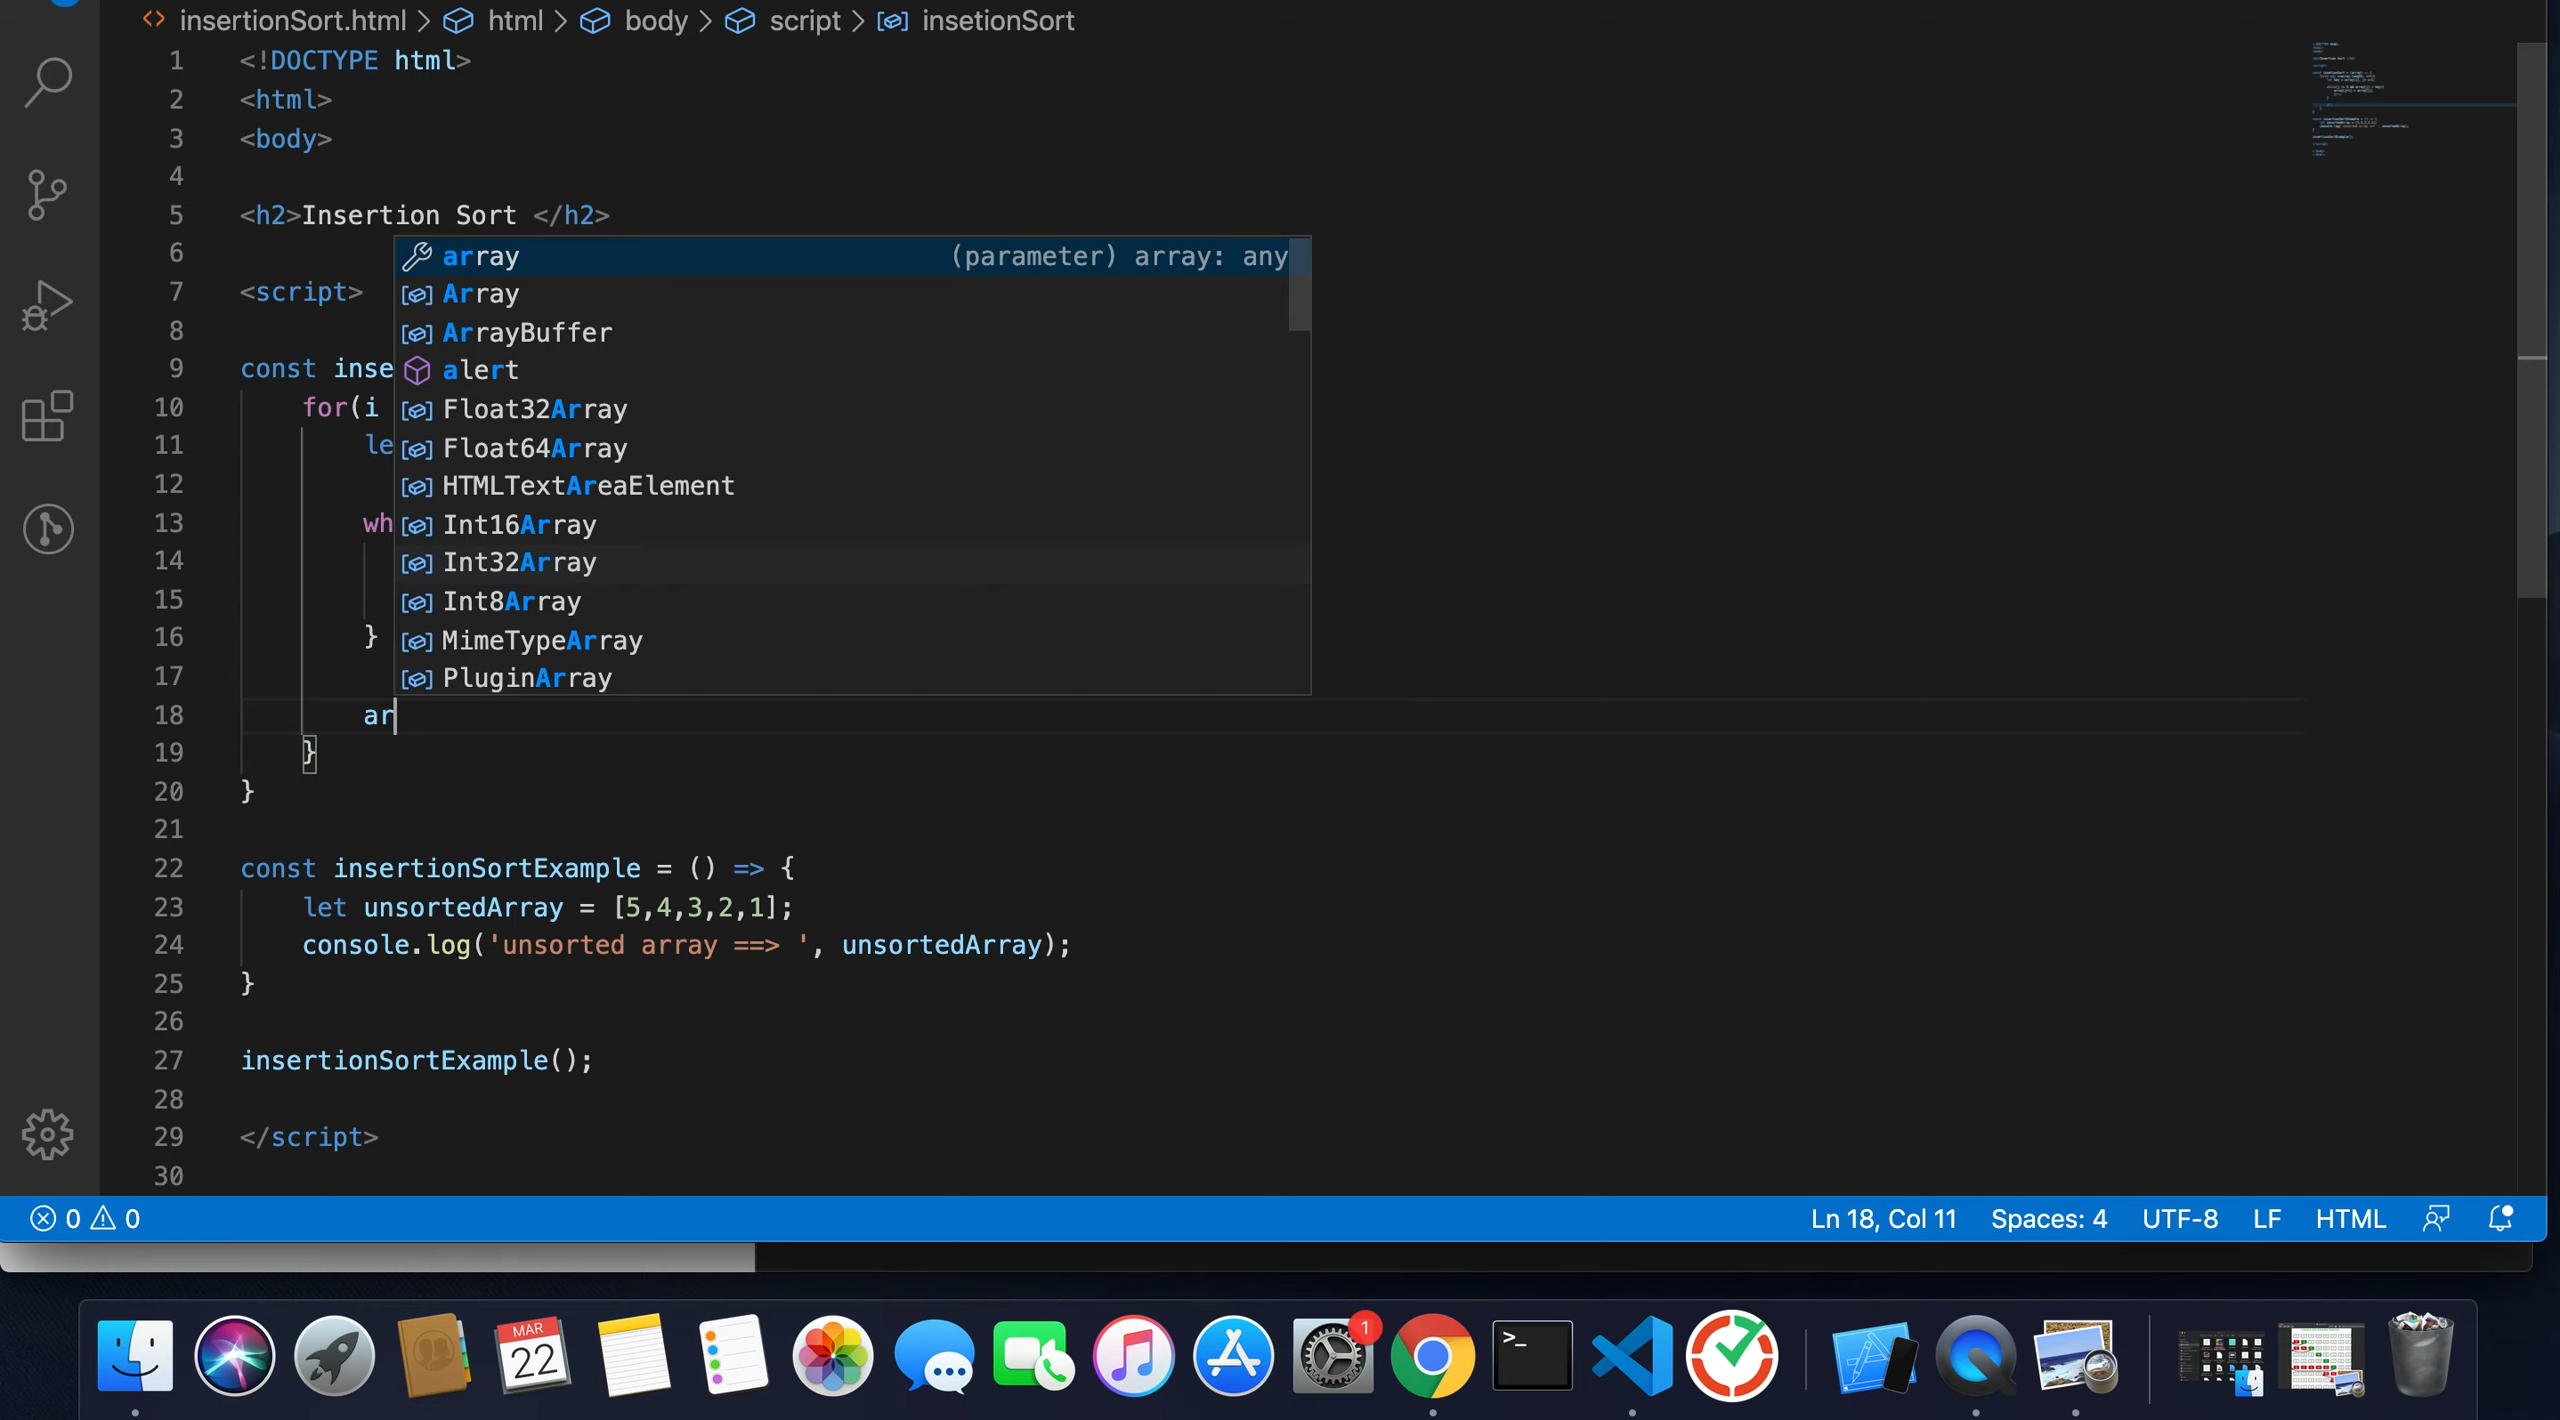 insertionSort.html > html > body > script > insetionSort
1 <!DOCTYPE html>
2 <html>
3 <body>
4
5 <h2>Insertion Sort </h2>
6
array (parameter) array: any
7 <script>
Array
8
ArrayBuffer
9 const inse
alert
10 for(i
Float32Array
11 le
Float64Array
12
HTMLTextAreaElement
13 wh
Int16Array
14
Int32Array
15
Int8Array
16 }
MimeTypeArray
17
PluginArray
18 ar
19 }
20 }
21
22 const insertionSortExample = () => {
23 let unsortedArray = [5,4,3,2,1];
24 console.log('unsorted array ==> ', unsortedArray);
25 }
26
27 insertionSortExample();
28
29 </script>
30
0 0 Ln 18, Col 11 Spaces: 4 UTF-8 LF HTML
MAR
22
1
>_